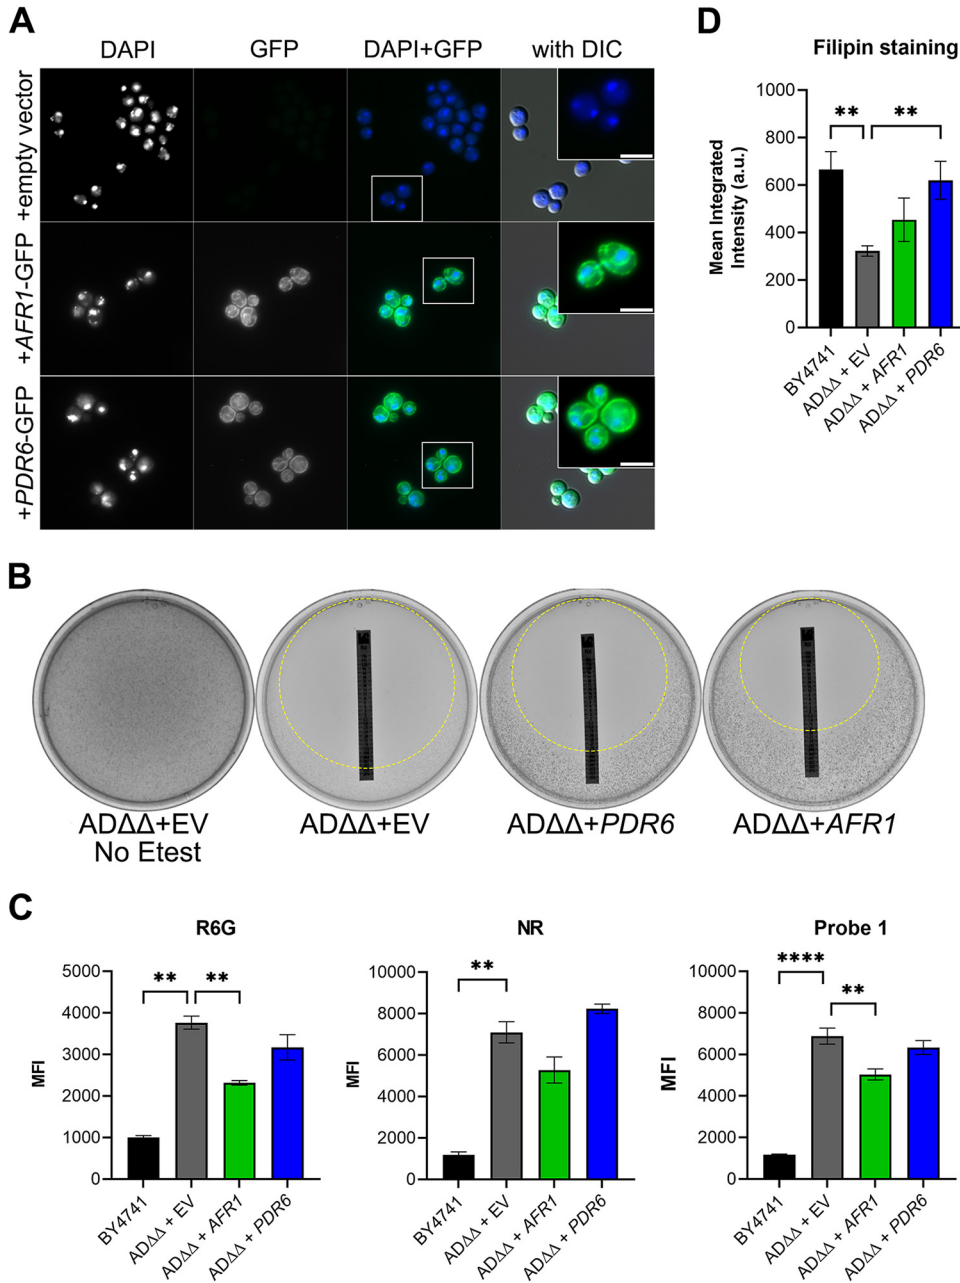 A
DAPI
GFP
DAPI+GFP
with DIC
+empty vector
+AFR1-GFP
+PDR6-GFP
D
Filipin staining
Mean Integrated
Intensity (a.u.)
1000
800
600
400
200
0
**
**
BY4741
ADΔΔ + EV
ADΔΔ + AFR1
ADΔΔ + PDR6
B
ADΔΔ+EV
No Etest
ADΔΔ+EV
ADΔΔ+PDR6
ADΔΔ+AFR1
C
R6G
MFI
5000
4000
3000
2000
1000
0
**
**
BY4741
ADΔΔ + EV
ADΔΔ + AFR1
ADΔΔ + PDR6
NR
MFI
10000
8000
6000
4000
2000
0
**
BY4741
ADΔΔ + EV
ADΔΔ + AFR1
ADΔΔ + PDR6
Probe 1
MFI
10000
8000
6000
4000
2000
0
****
**
BY4741
ADΔΔ + EV
ADΔΔ + AFR1
ADΔΔ + PDR6